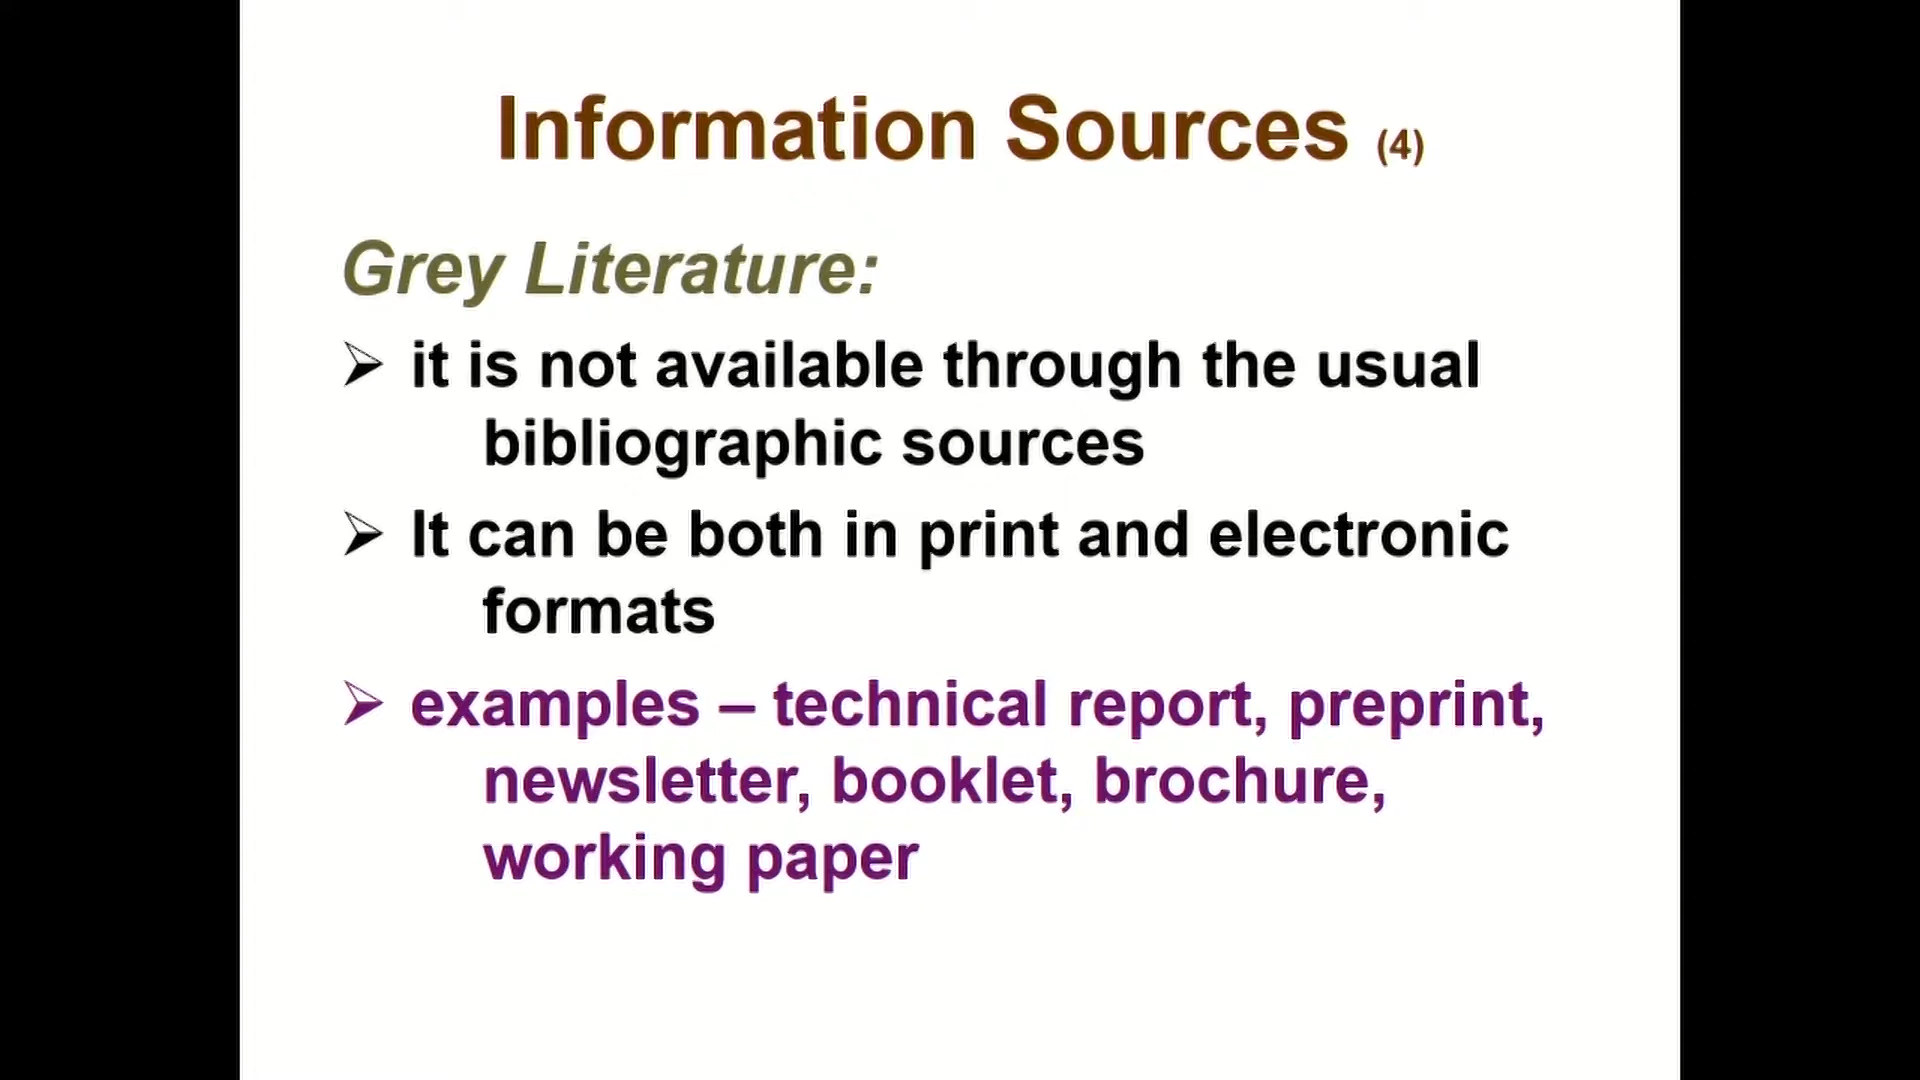 Information Sources (4)
Grey Literature:
➢ it is not available through the usual
bibliographic sources
➢ It can be both in print and electronic
formats
➢ examples – technical report, preprint,
newsletter, booklet, brochure,
working paper